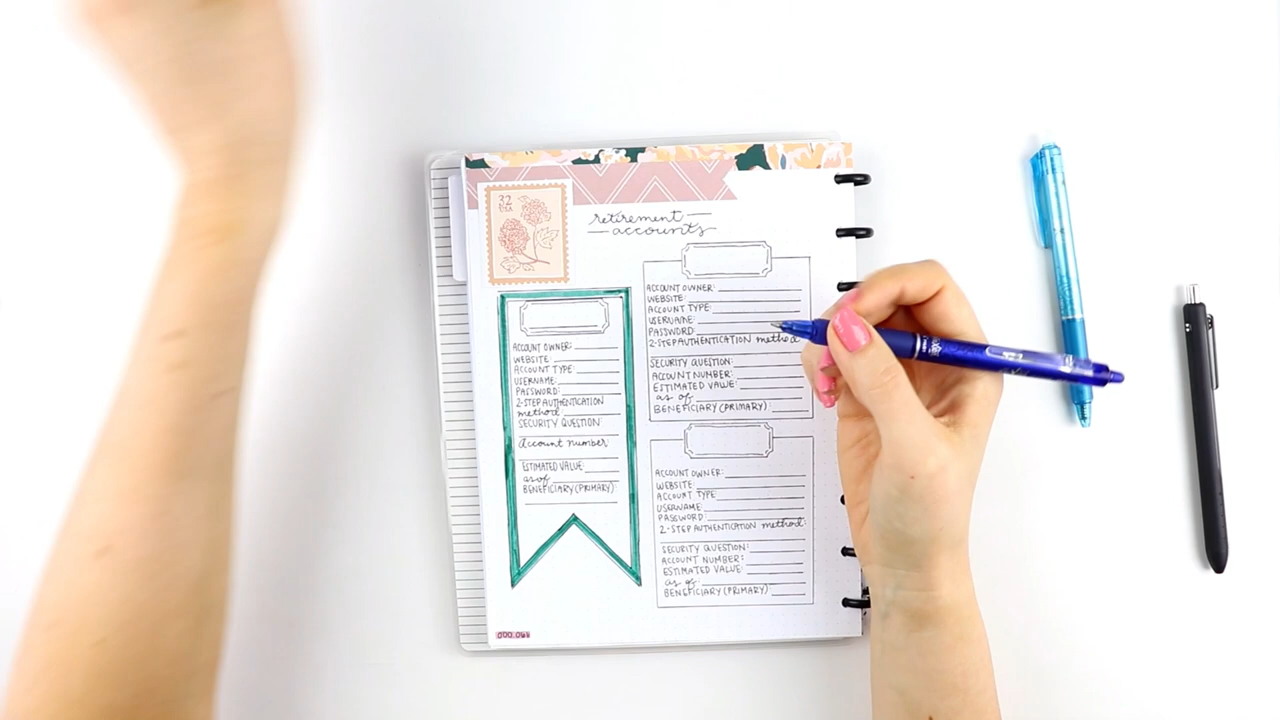 32
USA
retirement
accounts
ACCOUNT OWNER:
WEBSITE:
ACCOUNT TYPE:
USERNAME:
PASSWORD:
2-STEP AUTHENTICATION
method:
SECURITY QUESTION:
Account number:
ESTIMATED VALUE:
as of
BENEFICIARY (PRIMARY):
ACCOUNT OWNER:
WEBSITE:
ACCOUNT TYPE:
USERNAME:
PASSWORD:
2-STEP AUTHENTICATION method
SECURITY QUESTION:
ACCOUNT NUMBER:
ESTIMATED VALUE:
as of
BENEFICIARY (PRIMARY):
ACCOUNT OWNER:
WEBSITE:
ACCOUNT TYPE
USERNAME:
PASSWORD:
2-STEP AUTHENTICATION method:
SECURITY QUESTION:
ACCOUNT NUMBER:
ESTIMATED VALUE:
as of
BENEFICIARY (PRIMARY):